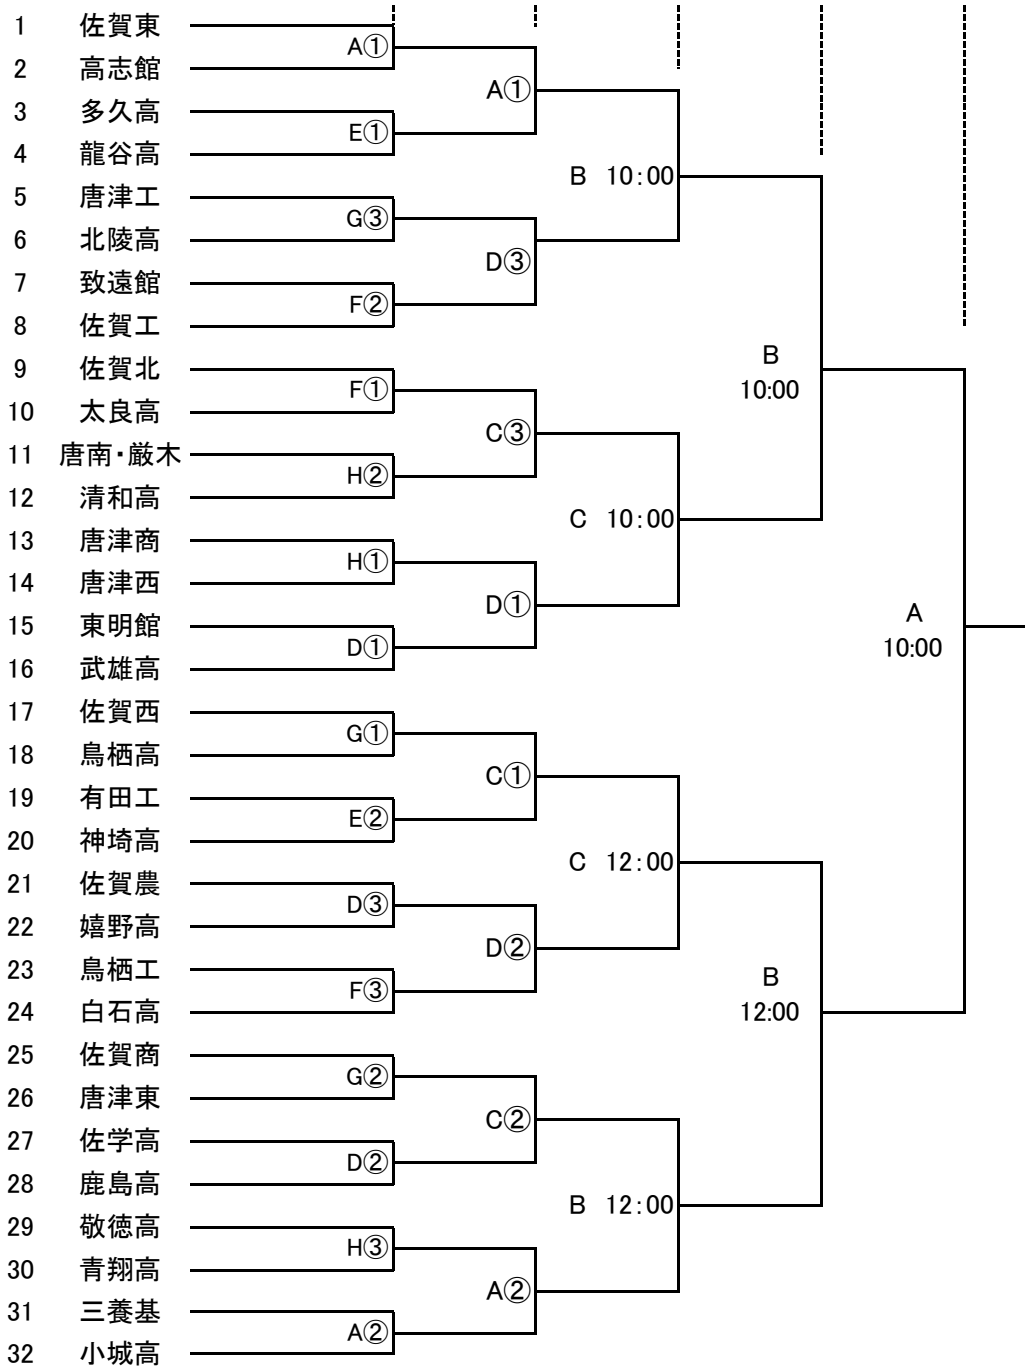 1 佐賀東
A①
2 高志館
A①
3 多久高
E①
4 龍谷高
B 10:00
5 唐津工
G③
6 北陵高
D③
7 致遠館
F②
8 佐賀工
B
10:00
9 佐賀北
F①
10 太良高
C③
11 唐南・厳木
H②
12 清和高
C 10:00
13 唐津商
H①
14 唐津西
D①
15 東明館
D①
16 武雄高
A
10:00
17 佐賀西
G①
18 鳥栖高
C①
19 有田工
E②
20 神埼高
C 12:00
21 佐賀農
D③
22 嬉野高
D②
23 鳥栖工
F③
24 白石高
B
12:00
25 佐賀商
G②
26 唐津東
C②
27 佐学高
D②
28 鹿島高
B 12:00
29 敬徳高
H③
30 青翔高
A②
31 三養基
A②
32 小城高